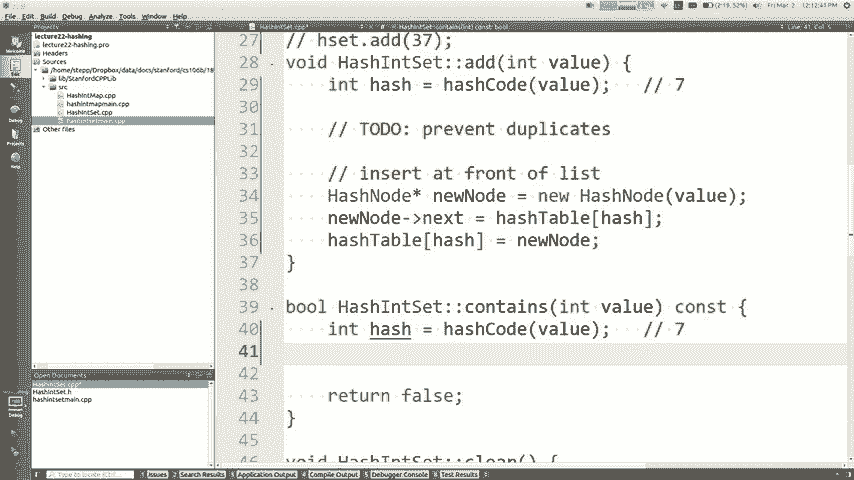 HashIntSet.cpp*
HashIntSet::contains(int) const: bool
(2:19, 52%)
Fri Mar 2 12:12:41 PM
File Edit Build Debug Analyze Tools Window Help
Projects
Line: 41, Col: 5
Welcome
Edit
Debug
Projects
Help
lecture22-hashing
lecture22-hashing.pro
Headers
Sources
/home/stepp/Dropbox/data/docs/stanford/cs106b/18
lib/StanfordCPPLib
src
HashIntMap.cpp
hashintmapmain.cpp
HashIntSet.cpp
hashintsetmain.cpp
Other files
Open Documents
HashIntSet.cpp*
HashIntSet.h
hashintsetmain.cpp
Debug
27 // hset.add(37);
28 void HashIntSet::add(int value) {
29 int hash = hashCode(value); // 7
30
31 // TODO: prevent duplicates
32
33 // insert at front of list
34 HashNode* newNode = new HashNode(value);
35 newNode->next = hashTable[hash];
36 hashTable[hash] = newNode;
37 }
38
39 bool HashIntSet::contains(int value) const {
40 int hash = hashCode(value); // 7
41
42
43 return false;
44 }
45
46 void HashIntSet::clear() {
Type to locate (Ctrl+...)
1 Issues
2 Search Results
3 Application Output
4 Compile Output
5 Debugger Console
8 Test Results